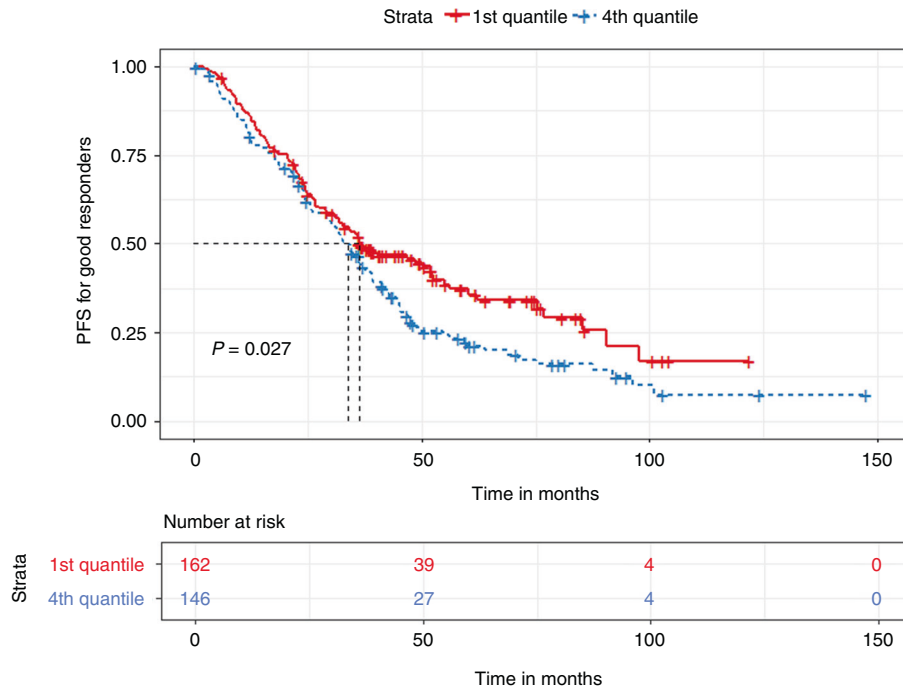 Strata 1st quantile 4th quantile
1.00
0.75
0.50
0.25
0.00
PFS for good responders
P = 0.027
0 50 100 150
Time in months
Number at risk
Strata
1st quantile 162 39 4 0
4th quantile 146 27 4 0
0 50 100 150
Time in months